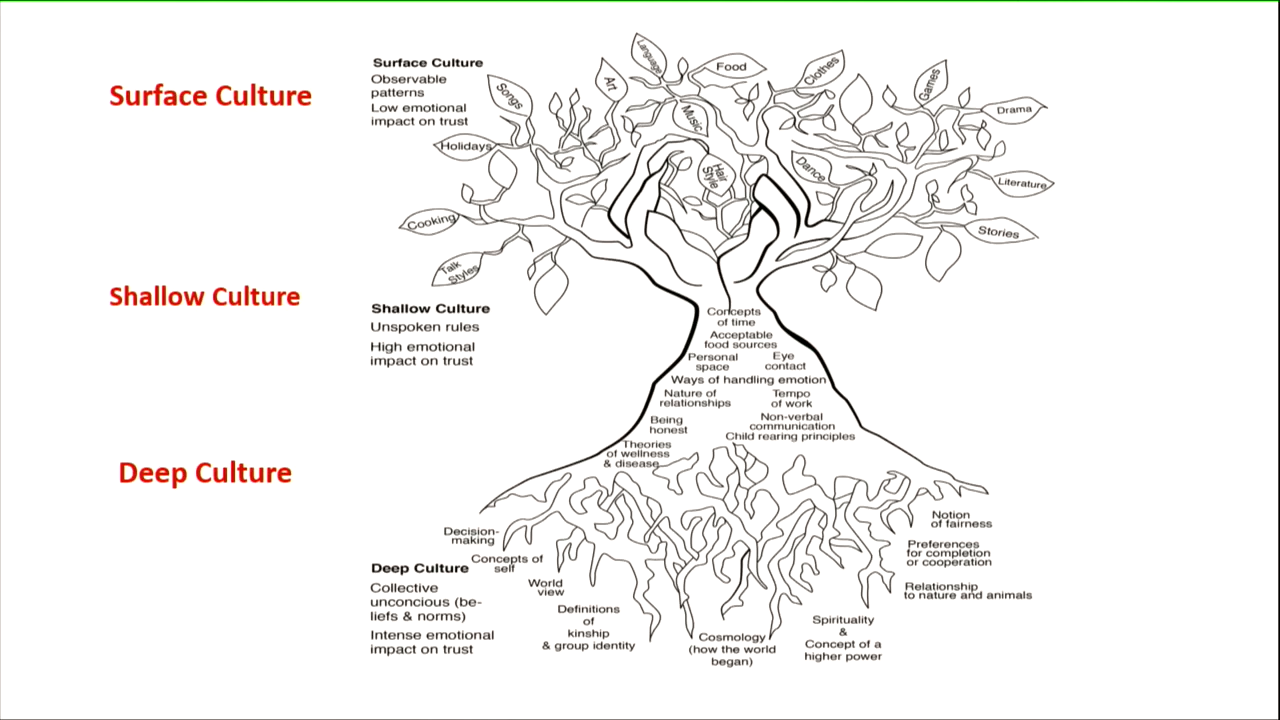 Surface Culture
Surface Culture
Observable
patterns
Low emotional
impact on trust
Songs
Art
Language
Food
Clothes
Games
Drama
Music
Holidays
Hair
Style
Dance
Literature
Cooking
Stories
Talk
Styles
Shallow Culture
Shallow Culture
Unspoken rules
High emotional
impact on trust
Concepts
of time
Acceptable
food sources
Personal
space
Eye
contact
Ways of handling emotion
Nature of
relationships
Tempo
of work
Being
honest
Non-verbal
communication
Child rearing principles
Theories
of wellness
& disease
Deep Culture
Deep Culture
Collective
unconcious (be-
liefs & norms)
Intense emotional
impact on trust
Decision-
making
Concepts of
self
World
view
Definitions
of
kinship
& group identity
Cosmology
(how the world
began)
Spirituality
&
Concept of a
higher power
Notion
of fairness
Preferences
for completion
or cooperation
Relationship
to nature and animals